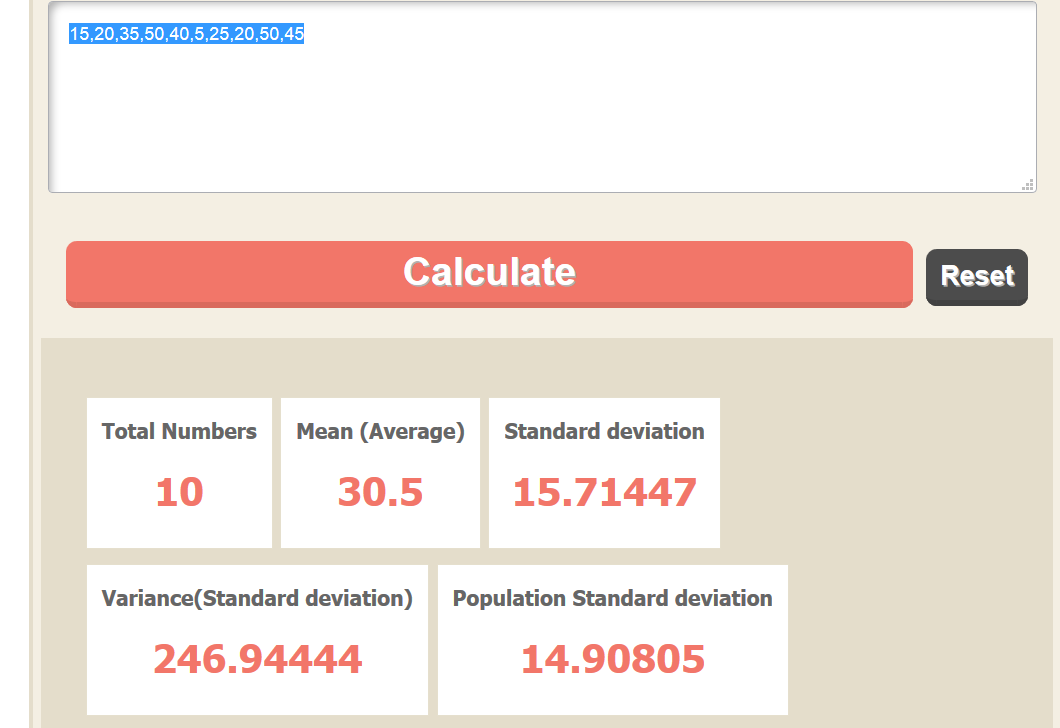 15,20,35,50,40,5,25,20,50,45
Calculate
Reset
Total Numbers
10
Mean (Average)
30.5
Standard deviation
15.71447
Variance(Standard deviation)
246.94444
Population Standard deviation
14.90805